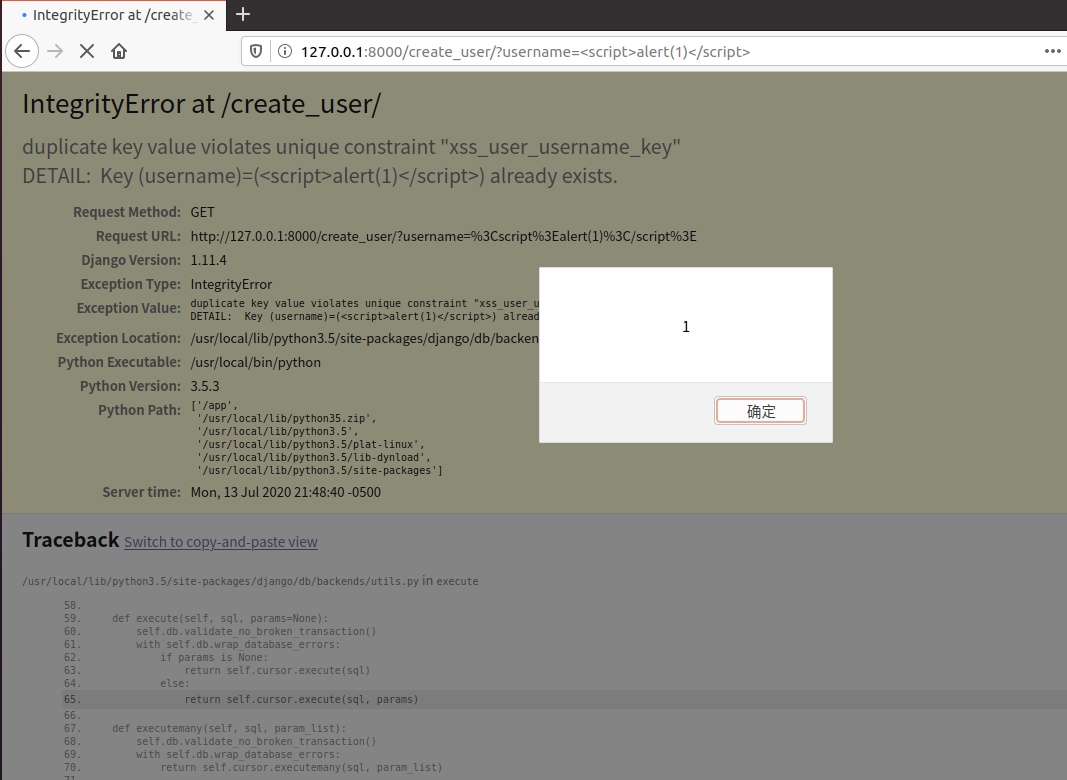 IntegrityError at /create_
127.0.0.1:8000/create_user/?username=<script>alert(1)</script>
IntegrityError at /create_user/
duplicate key value violates unique constraint "xss_user_username_key"
DETAIL:  Key (username)=(<script>alert(1)</script>) already exists.
Request Method: GET
Request URL: http://127.0.0.1:8000/create_user/?username=%3Cscript%3Ealert(1)%3C/script%3E
Django Version: 1.11.4
Exception Type: IntegrityError
Exception Value: duplicate key value violates unique constraint "xss_user_u
DETAIL:  Key (username)=(<script>alert(1)</script>) alread
Exception Location: /usr/local/lib/python3.5/site-packages/django/db/backen
Python Executable: /usr/local/bin/python
Python Version: 3.5.3
Python Path: ['/app',
'/usr/local/lib/python35.zip',
'/usr/local/lib/python3.5',
'/usr/local/lib/python3.5/plat-linux',
'/usr/local/lib/python3.5/lib-dynload',
'/usr/local/lib/python3.5/site-packages']
Server time: Mon, 13 Jul 2020 21:48:40 -0500
1
确定
Traceback Switch to copy-and-paste view
/usr/local/lib/python3.5/site-packages/django/db/backends/utils.py in execute
58.
59. def execute(self, sql, params=None):
60. self.db.validate_no_broken_transaction()
61. with self.db.wrap_database_errors:
62. if params is None:
63. return self.cursor.execute(sql)
64. else:
65. return self.cursor.execute(sql, params)
66.
67. def executemany(self, sql, param_list):
68. self.db.validate_no_broken_transaction()
69. with self.db.wrap_database_errors:
70. return self.cursor.executemany(sql, param_list)